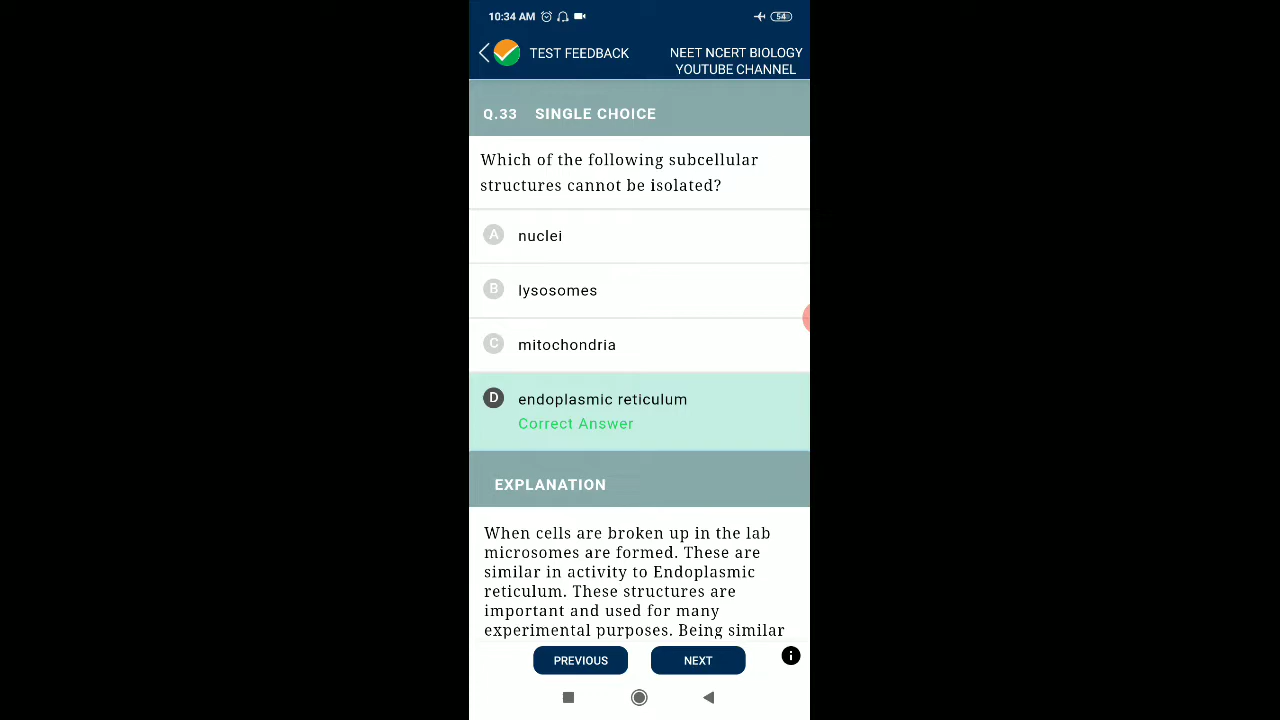 10:34 AM
54
TEST FEEDBACK
NEET NCERT BIOLOGY
YOUTUBE CHANNEL
Q.33 SINGLE CHOICE
Which of the following subcellular
structures cannot be isolated?
A nuclei
B lysosomes
C mitochondria
D endoplasmic reticulum
Correct Answer
EXPLANATION
When cells are broken up in the lab
microsomes are formed. These are
similar in activity to Endoplasmic
reticulum. These structures are
important and used for many
experimental purposes. Being similar
PREVIOUS
NEXT